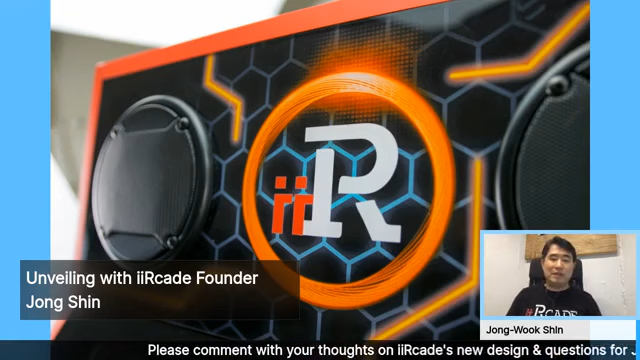 iiR
Unveiling with iiRcade Founder
Jong Shin
iiRCADE
Jong-Wook Shin
Please comment with your thoughts on iiRcade's new design & questions for